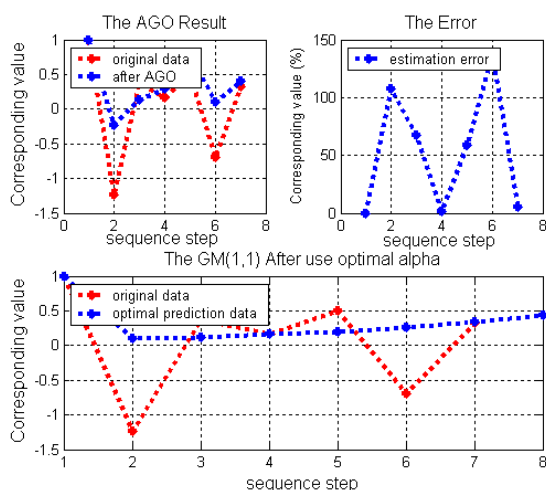 The AGO Result
Corresponding value
1
0.5
0
-0.5
-1
-1.5
original data
after AGO
0
2
4
6
8
sequence step
The Error
Corresponding value (%)
150
100
50
0
estimation error
0
2
4
6
8
sequence step
The GM(1,1) After use optimal alpha
Corresponding value
1
0.5
0
-0.5
-1
-1.5
original data
optimal prediction data
1
2
3
4
5
6
7
8
sequence step